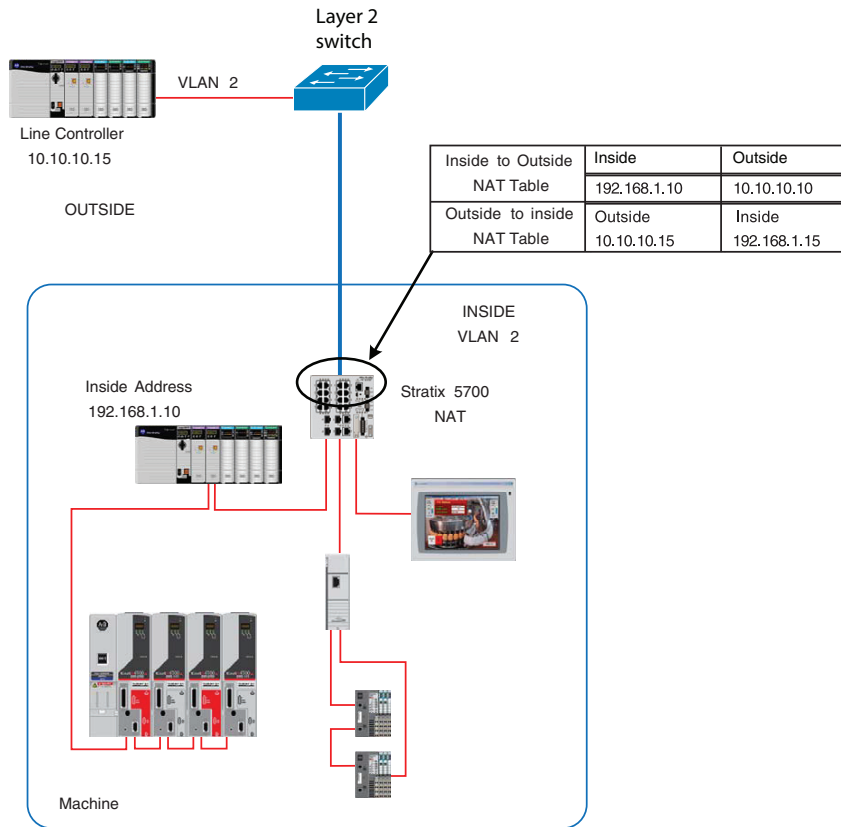 Layer 2
switch
VLAN 2
Line Controller
10.10.10.15
OUTSIDE
Inside to Outside
NAT Table
Inside
Outside
192.168.1.10
10.10.10.10
Outside to inside
NAT Table
Outside
10.10.10.15
Inside
192.168.1.15
INSIDE
VLAN 2
Inside Address
192.168.1.10
Stratix 5700
NAT
Machine